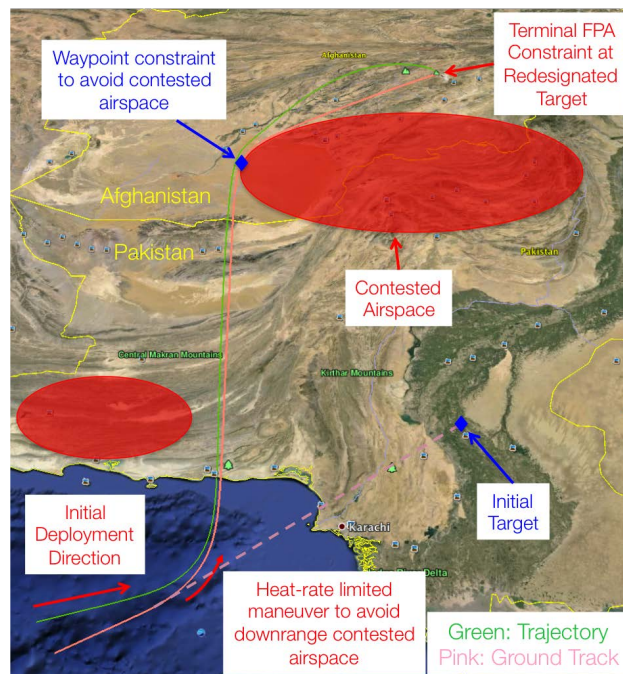 Waypoint constraint
to avoid contested
airspace
Afghanistan
Terminal FPA
Constraint at
Redesignated
Target
Afghanistan
Pakistan
Pakistan
Contested
Airspace
Central Makran Mountains
Kirthar Mountains
Initial
Deployment
Direction
Initial
Target
Karachi
Delta
Heat-rate limited
maneuver to avoid
downrange contested
airspace
Green: Trajectory
Pink: Ground Track